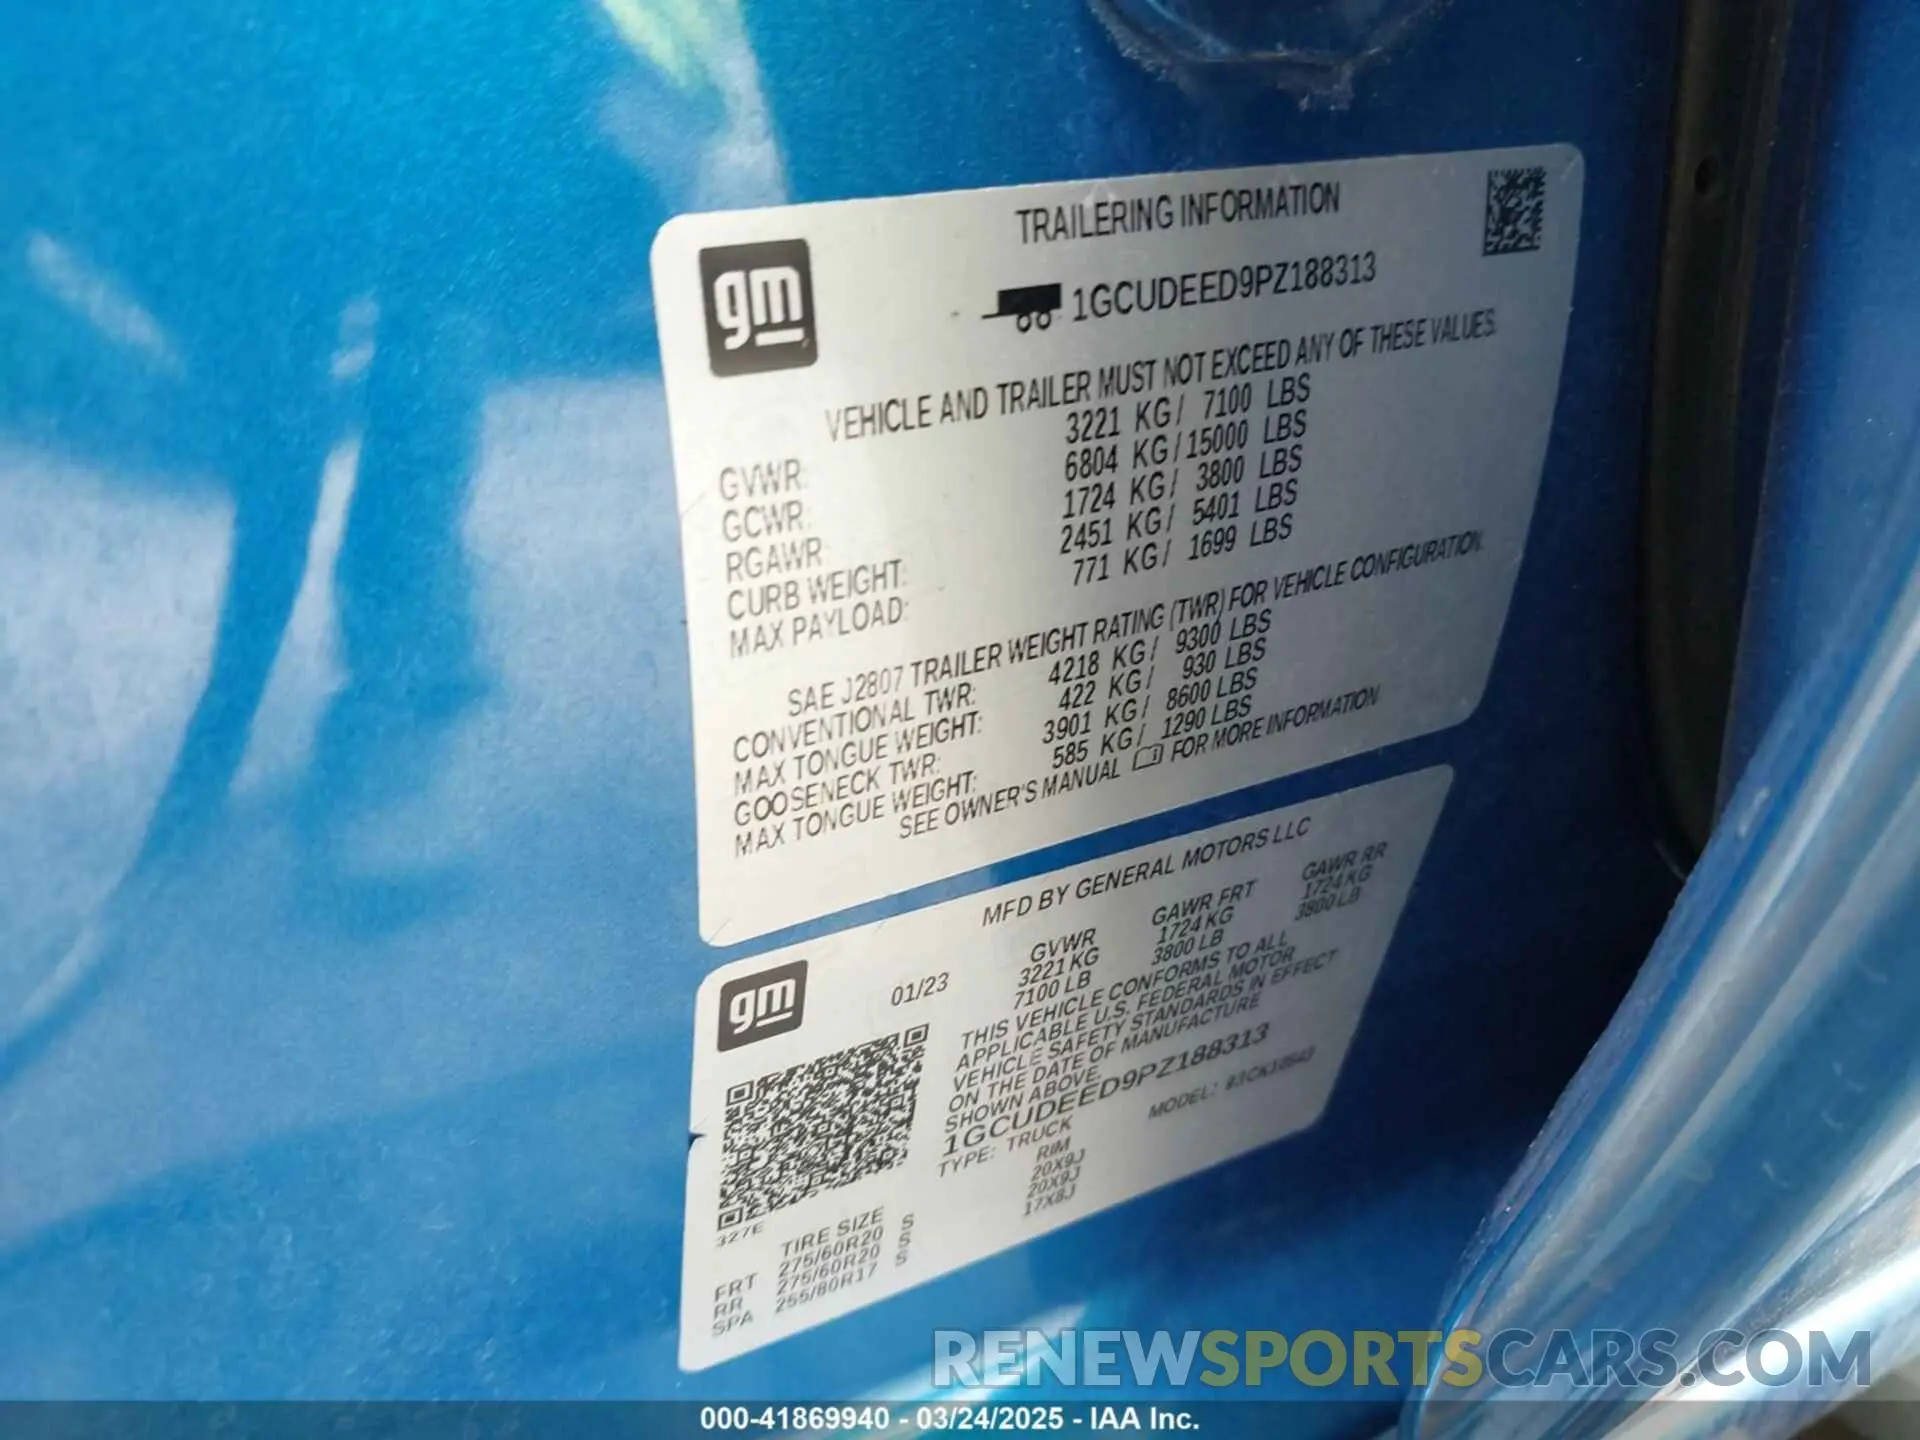 gm
TRAILERING INFORMATION
1GCUDEED9PZ188313
VEHICLE AND TRAILER MUST NOT EXCEED ANY OF THESE VALUES.
GVWR: 3221 KG/ 7100 LBS
GCWR: 6804 KG/15000 LBS
RGAWR: 1724 KG/ 3800 LBS
CURB WEIGHT: 2451 KG/ 5401 LBS
MAX PAYLOAD: 771 KG/ 1699 LBS
SAE J2807 TRAILER WEIGHT RATING (TWR) FOR VEHICLE CONFIGURATION.
CONVENTIONAL TWR: 4218 KG/ 9300 LBS
MAX TONGUE WEIGHT: 422 KG/ 930 LBS
GOOSENECK TWR: 3901 KG/ 8600 LBS
MAX TONGUE WEIGHT: 585 KG/ 1290 LBS
SEE OWNER'S MANUAL FOR MORE INFORMATION
gm
MFD BY GENERAL MOTORS LLC
01/23 GVWR GAWR FRT GAWR RR
3221 KG 1724 KG 1724 KG
7100 LB 3800 LB 3800 LB
THIS VEHICLE CONFORMS TO ALL
APPLICABLE U.S. FEDERAL MOTOR
VEHICLE SAFETY STANDARDS IN EFFECT
ON THE DATE OF MANUFACTURE
SHOWN ABOVE.
1GCUDEED9PZ188313
TYPE: TRUCK MODEL:
327E
TIRE SIZE RIM
FRT 275/60R20 S 20X9J
RR 275/60R20 S 20X9J
SPA 255/80R17 S 17X8J
RENEWSPORTSCARS.COM
000-41869940 - 03/24/2025 - IAA Inc.